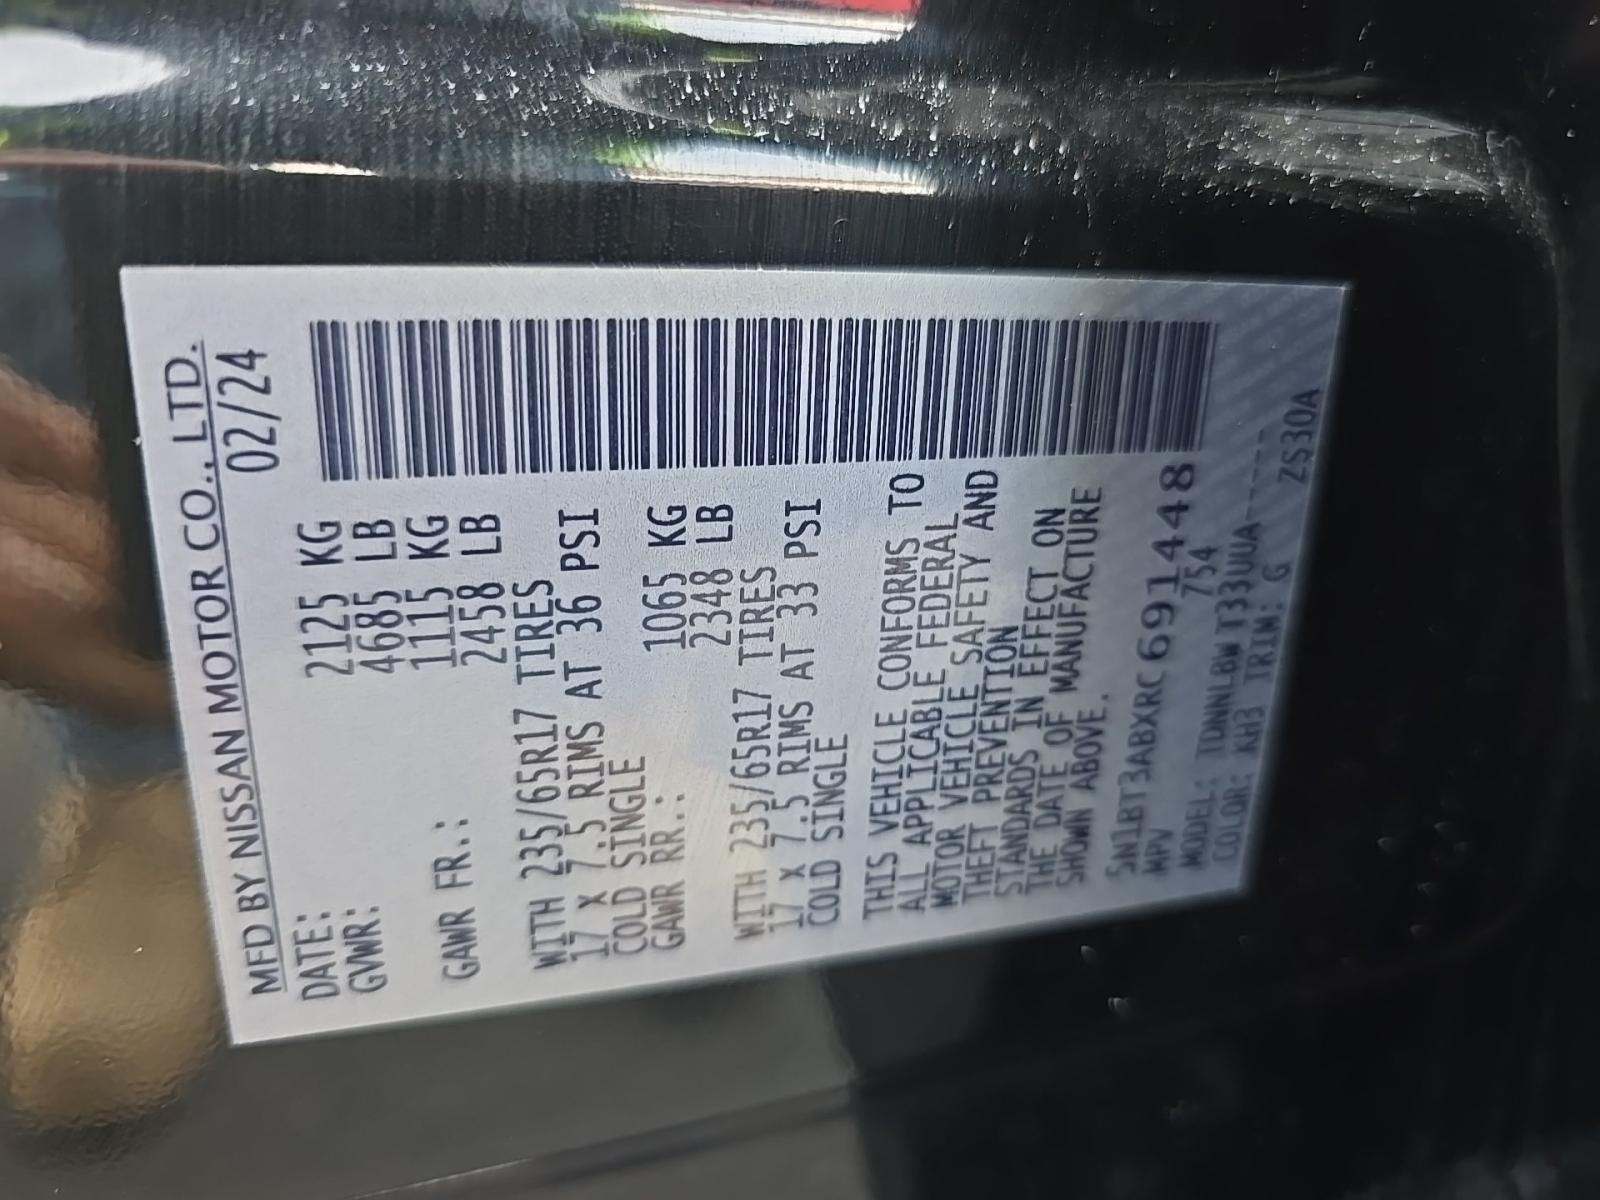 MFD BY NISSAN MOTOR CO., LTD.
DATE: 02/24
GVWR: 2125 KG
4685 LB
GAWR FR.: 1115 KG
2458 LB
WITH 235/65R17 TIRES
17 X 7.5 RIMS AT 36 PSI
COLD SINGLE
GAWR RR.: 1065 KG
2348 LB
WITH 235/65R17 TIRES
17 X 7.5 RIMS AT 33 PSI
COLD SINGLE
THIS VEHICLE CONFORMS TO
ALL APPLICABLE FEDERAL
MOTOR VEHICLE SAFETY AND
THEFT PREVENTION
STANDARDS IN EFFECT ON
THE DATE OF MANUFACTURE
SHOWN ABOVE.
5N1BT3ABXRC691448
MPV 754
MODEL: TDNNLBWT33UUA-----
COLOR: KH3 TRIM: G ZS30A